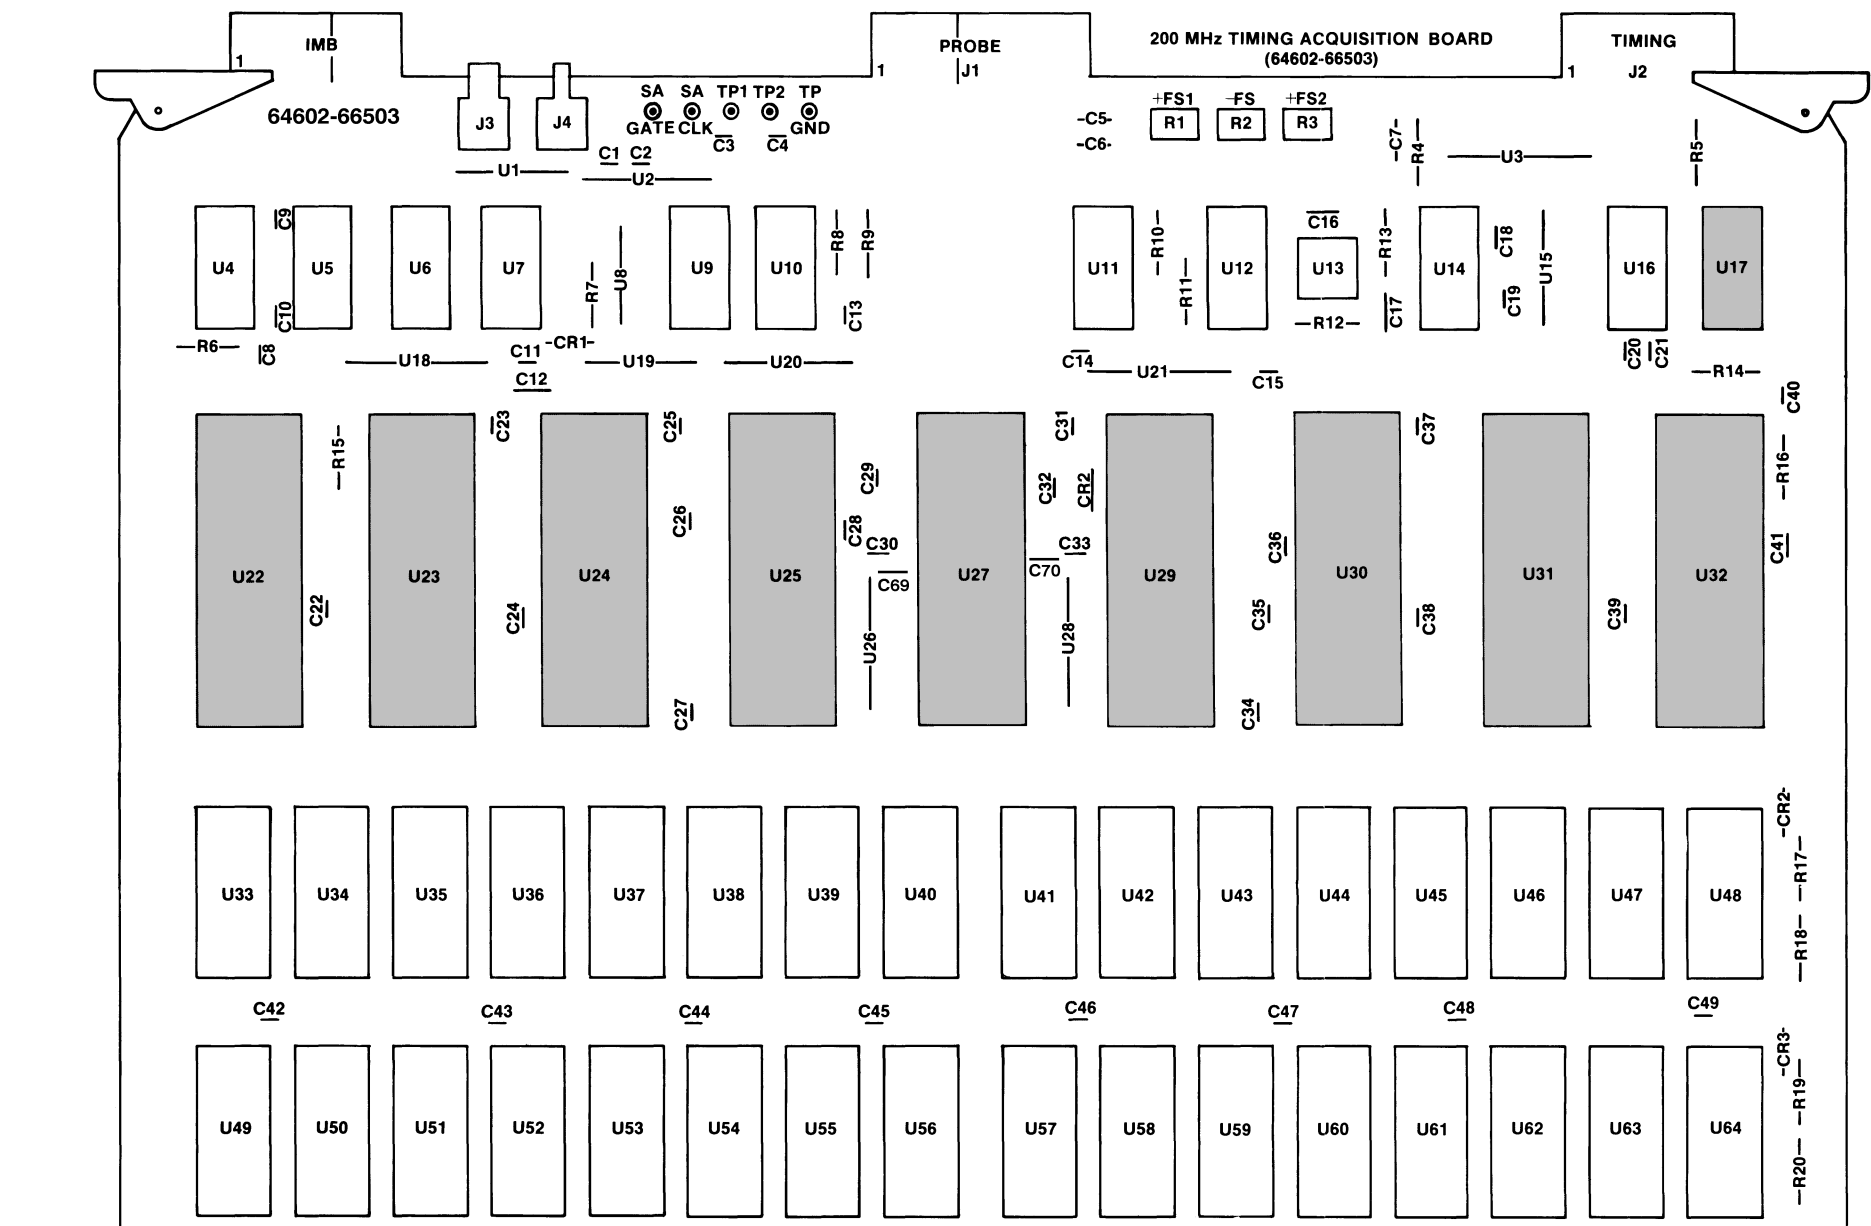 IMB
1
64602-66503
J3
J4
SA SA TP1 TP2 TP
GATE CLK GND
C3 C4
PROBE
1 J1
200 MHz TIMING ACQUISITION BOARD
(64602-66503)
TIMING
1 J2
-C5-
-C6-
+FS1 -FS +FS2
R1 R2 R3
C7
R4
U3
R5
C1 C2
U1
U2
U4
C9
C10
U5
U6
U7
R7
U8
U9
U10
R8
R9
C13
U11
R10
R11
U12
C16
U13
R12
R13
C17
U14
C18
C19
U15
U16
U17
R6
C8
U18
C11
C12
-CR1-
U19
U20
C14
U21
C15
C20
C21
R14
C40
U22
R15
C22
U23
C23
C24
U24
C25
C26
C27
U25
C29
C28
C30
C69
U26
U27
C31
C32
CR2
C33
C70
U28
U29
C36
C35
C34
U30
C37
C38
U31
C39
U32
R16
C41
U33 U34 U35 U36 U37 U38 U39 U40 U41 U42 U43 U44 U45 U46 U47 U48
-CR2-
R17
R18
C42 C43 C44 C45 C46 C47 C48 C49
U49 U50 U51 U52 U53 U54 U55 U56 U57 U58 U59 U60 U61 U62 U63 U64
-CR3-
R19
R20